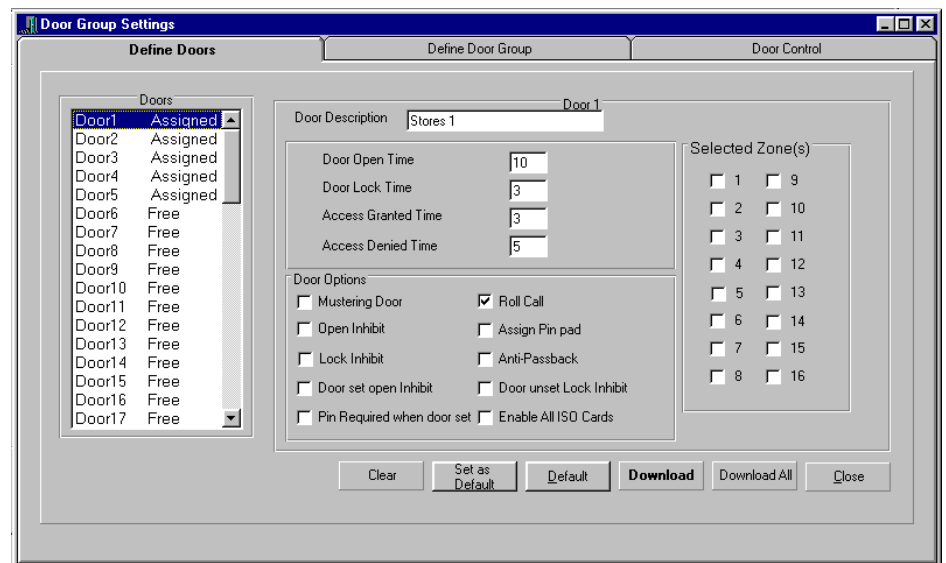 Door Group Settings
Define Doors Define Door Group Door Control
Doors
Door1 Assigned
Door2 Assigned
Door3 Assigned
Door4 Assigned
Door5 Assigned
Door6 Free
Door7 Free
Door8 Free
Door9 Free
Door10 Free
Door11 Free
Door12 Free
Door13 Free
Door14 Free
Door15 Free
Door16 Free
Door17 Free
Door 1
Door Description Stores 1
Door Open Time 10
Door Lock Time 3
Access Granted Time 3
Access Denied Time 5
Door Options
Mustering Door Roll Call
Open Inhibit Assign Pin pad
Lock Inhibit Anti-Passback
Door set open Inhibit Door unset Lock Inhibit
Pin Required when door set Enable All ISO Cards
Selected Zone(s)
1 9
2 10
3 11
4 12
5 13
6 14
7 15
8 16
Clear Set as Default Default Download Download All Close